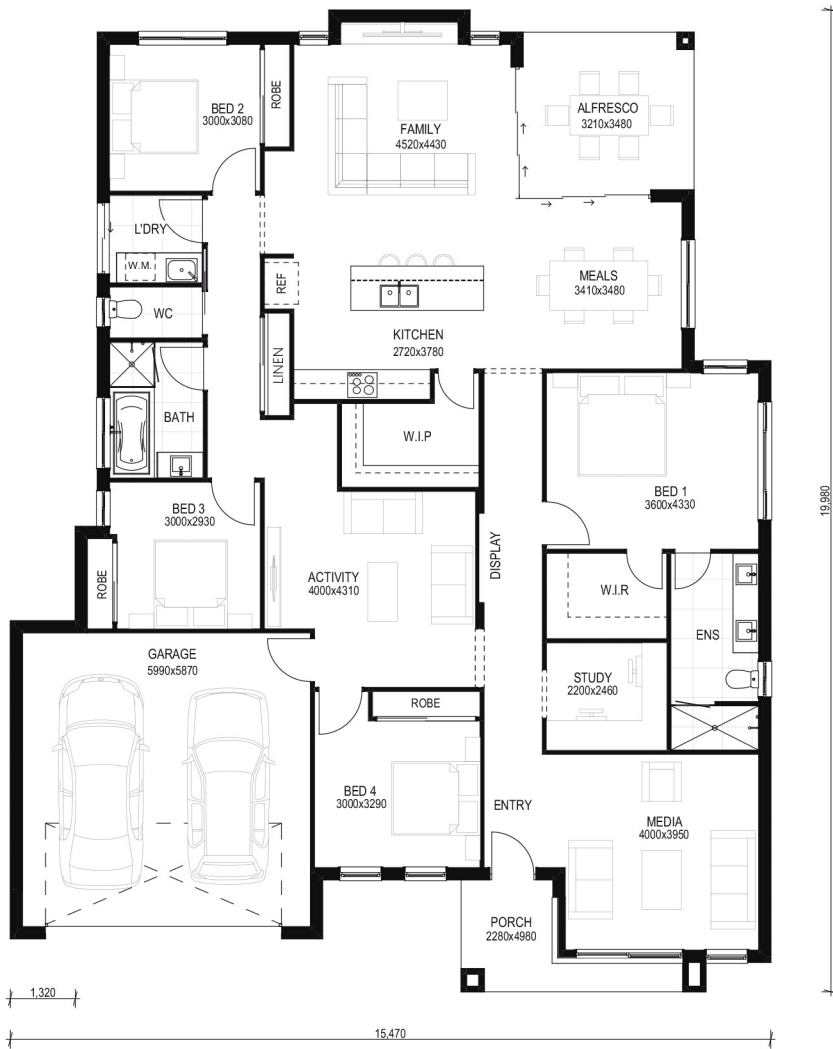 BED 2
3000x3080
ROBE
FAMILY
4520x4430
ALFRESCO
3210x3480
L'DRY
W.M.
WC
REF
MEALS
3410x3480
KITCHEN
2720x3780
LINEN
BATH
W.I.P
BED 1
3600x4330
BED 3
3000x2930
ROBE
ACTIVITY
4000x4310
DISPLAY
W.I.R
ENS
STUDY
2200x2460
GARAGE
5990x5870
ROBE
BED 4
3000x3290
ENTRY
MEDIA
4000x3950
PORCH
2280x4980
19,980
1,320
15,470